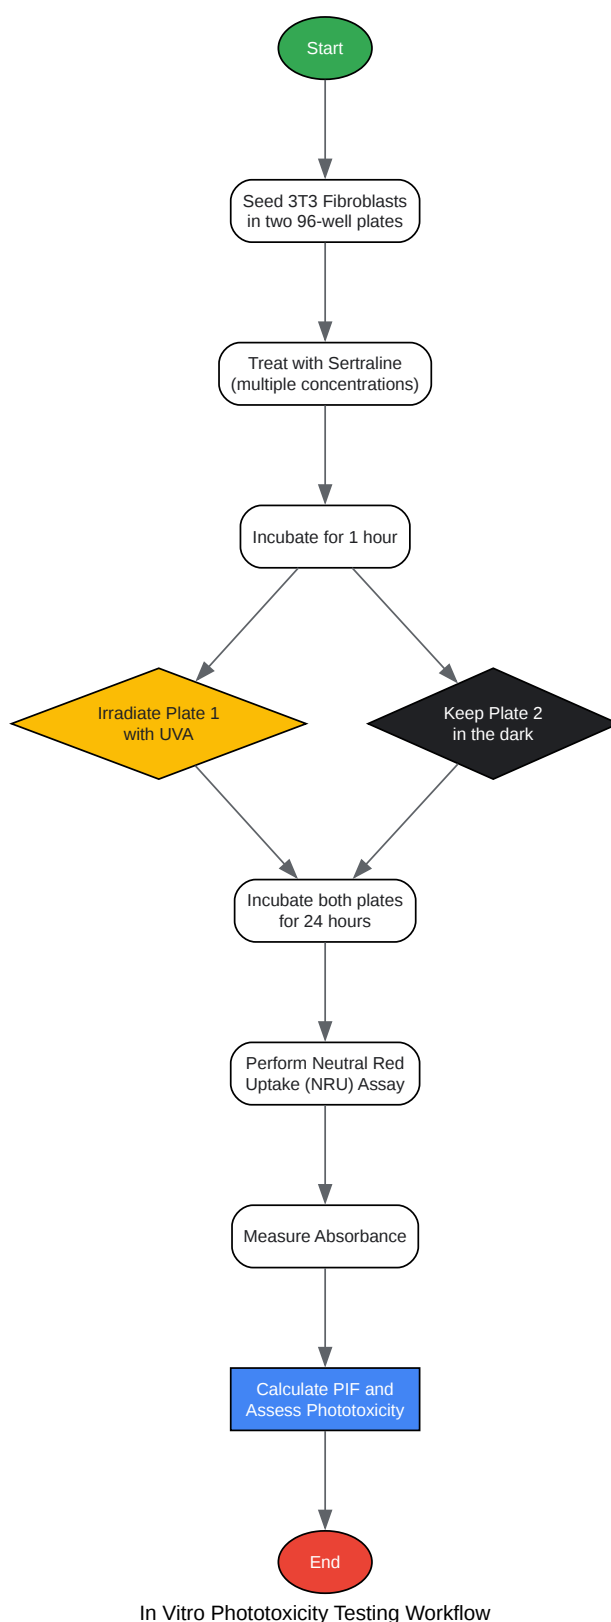 Start
Seed 3T3 Fibroblasts
in two 96-well plates
Treat with Sertraline
(multiple concentrations)
Incubate for 1 hour
Irradiate Plate 1
with UVA
Keep Plate 2
in the dark
Incubate both plates
for 24 hours
Perform Neutral Red
Uptake (NRU) Assay
Measure Absorbance
Calculate PIF and
Assess Phototoxicity
End
In Vitro Phototoxicity Testing Workflow